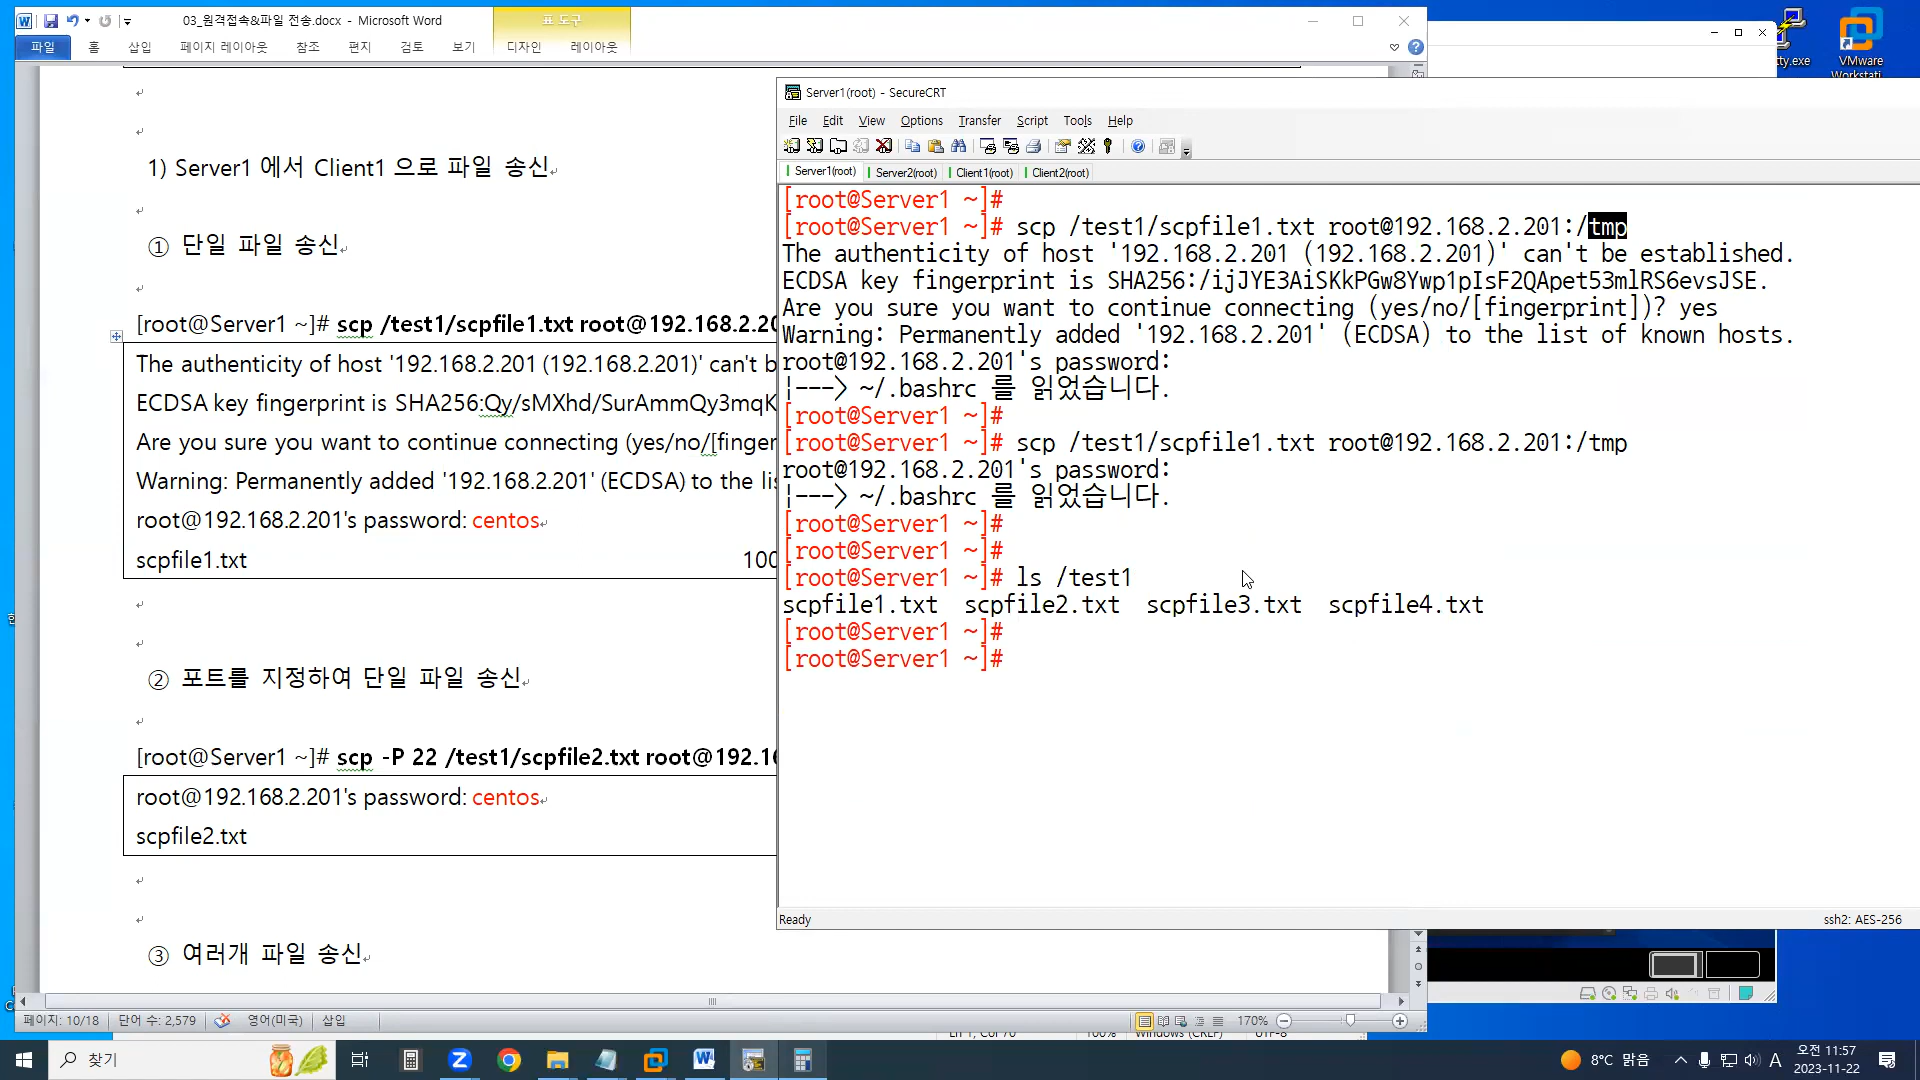 03_원격접속&파일 전송.docx - Microsoft Word
표 도구
파일 홈 삽입 페이지 레이아웃 참조 편지 검토 보기 디자인 레이아웃
1) Server1 에서 Client1 으로 파일 송신
① 단일 파일 송신
[root@Server1 ~]# scp /test1/scpfile1.txt root@192.168.2.20
The authenticity of host '192.168.2.201 (192.168.2.201)' can't b
ECDSA key fingerprint is SHA256:Qy/sMXhd/SurAmmQy3mqK
Are you sure you want to continue connecting (yes/no/[finger
Warning: Permanently added '192.168.2.201' (ECDSA) to the lis
root@192.168.2.201's password: centos
scpfile1.txt 100
② 포트를 지정하여 단일 파일 송신
[root@Server1 ~]# scp -P 22 /test1/scpfile2.txt root@192.16
root@192.168.2.201's password: centos
scpfile2.txt
③ 여러개 파일 송신
페이지: 10/18 단어 수: 2,579 영어(미국) 삽입 170%
Server1(root) - SecureCRT
File Edit View Options Transfer Script Tools Help
Server1(root) Server2(root) Client1(root) Client2(root)
[root@Server1 ~]#
[root@Server1 ~]# scp /test1/scpfile1.txt root@192.168.2.201:/tmp
The authenticity of host '192.168.2.201 (192.168.2.201)' can't be established.
ECDSA key fingerprint is SHA256:/ijJYE3AiSKkPGw8Ywp1pIsF2QApet53mlRS6evsJSE.
Are you sure you want to continue connecting (yes/no/[fingerprint])? yes
Warning: Permanently added '192.168.2.201' (ECDSA) to the list of known hosts.
root@192.168.2.201's password:
|---> ~/.bashrc 를 읽었습니다.
[root@Server1 ~]#
[root@Server1 ~]# scp /test1/scpfile1.txt root@192.168.2.201:/tmp
root@192.168.2.201's password:
|---> ~/.bashrc 를 읽었습니다.
[root@Server1 ~]#
[root@Server1 ~]#
[root@Server1 ~]# ls /test1
scpfile1.txt scpfile2.txt scpfile3.txt scpfile4.txt
[root@Server1 ~]#
[root@Server1 ~]#
Ready ssh2: AES-256
tty.exe
VMware
Workstati...
찾기
8°C 맑음
A
오전 11:57
2023-11-22